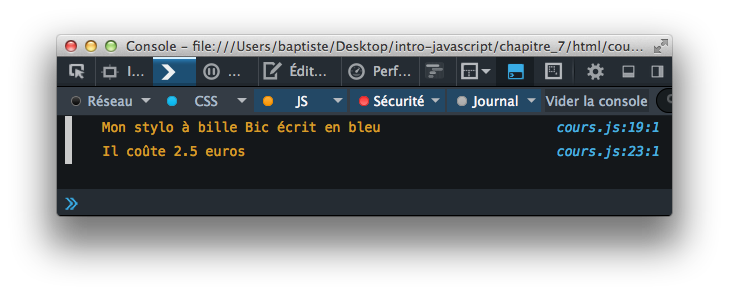 Console - file:///Users/baptiste/Desktop/intro-javascript/chapitre_7/html/cou...
I... ... Édit... Perf...
Réseau CSS JS Sécurité Journal Vider la console
Mon stylo à bille Bic écrit en bleu cours.js:19:1
Il coûte 2.5 euros cours.js:23:1